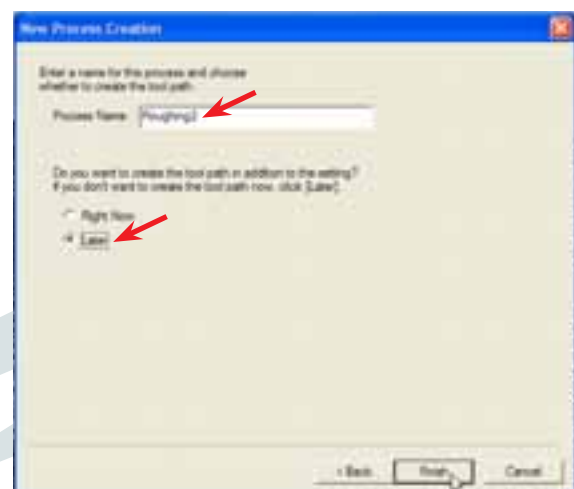 New Process Creation
Enter a name for this process and choose
whether to create the tool path.
Process Name Roughing2
Do you want to create the tool path in addition to the setting?
If you don't want to create the tool path now, click [Later].
Right Now
Later
< Back Finish Cancel